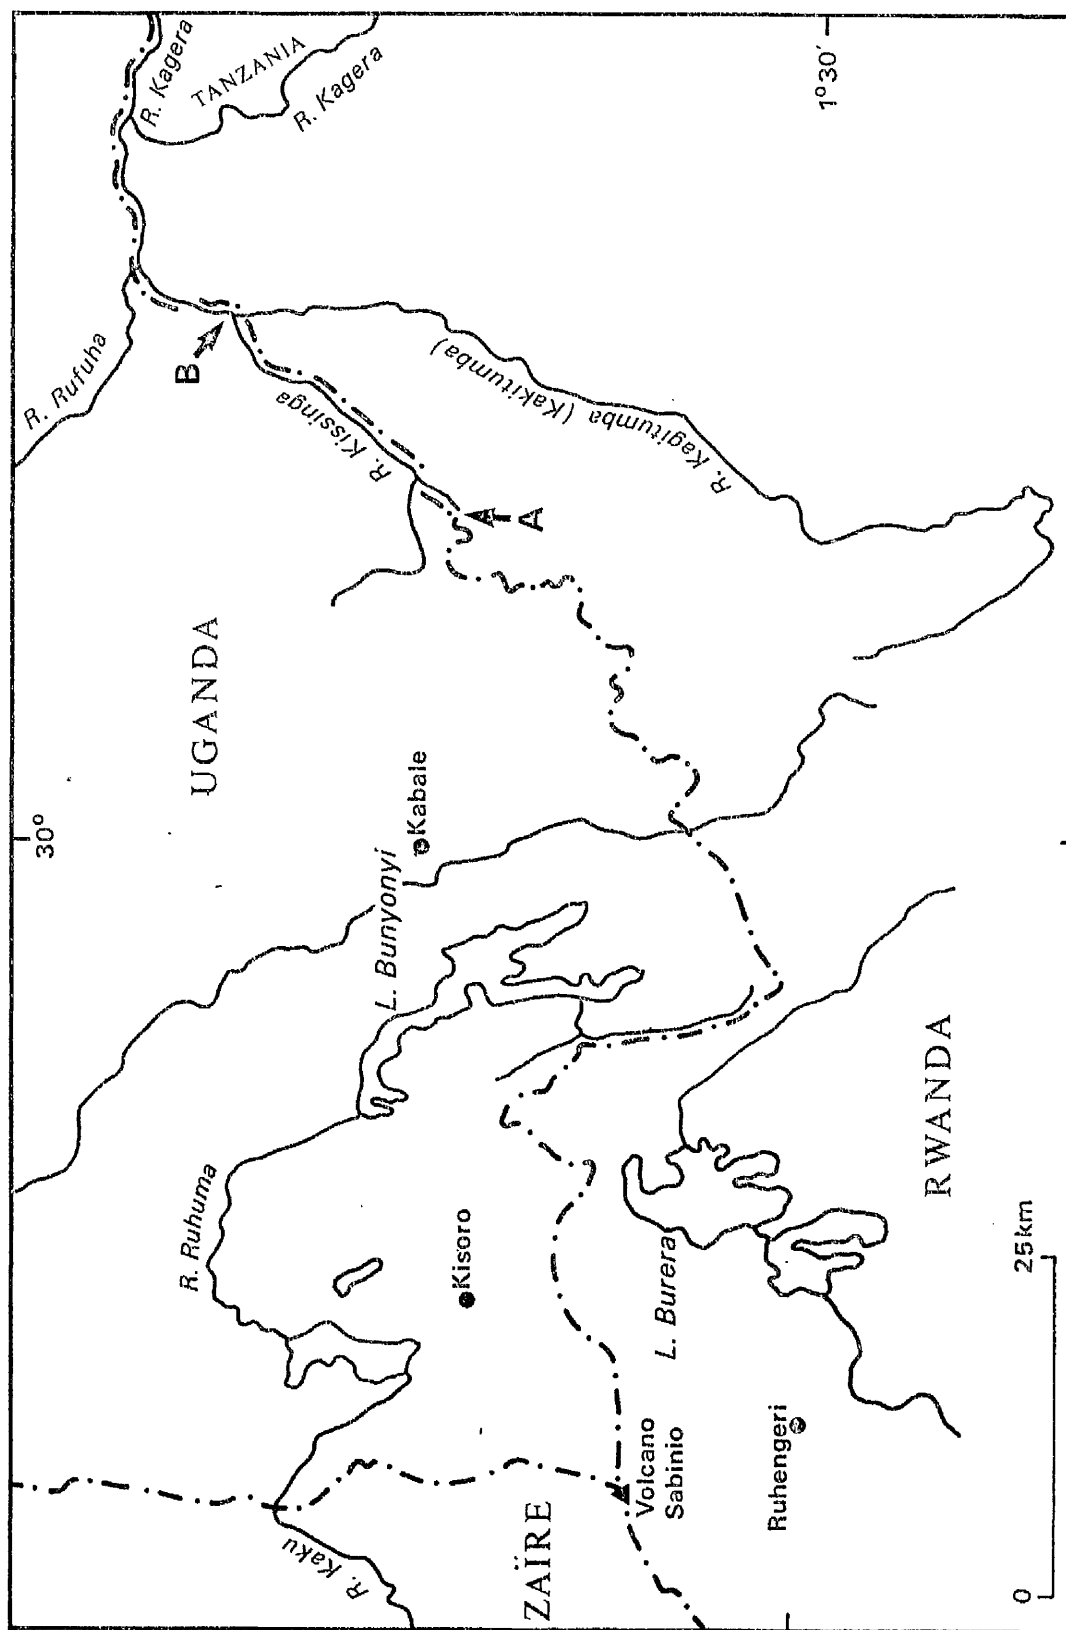 30°
R. Rufuha
R. Kagera
TANZANIA
R. Kagera
B
UGANDA
R. Kissinga
R. Ruhuma
L. Bunyonyi
Kabale
A
R. Kagitumba (Kakitumba)
Kisoro
R. Kaku
ZAÏRE
Volcano
Sabinio
L. Burera
Ruhengeri
RWANDA
1°30'
0
25km